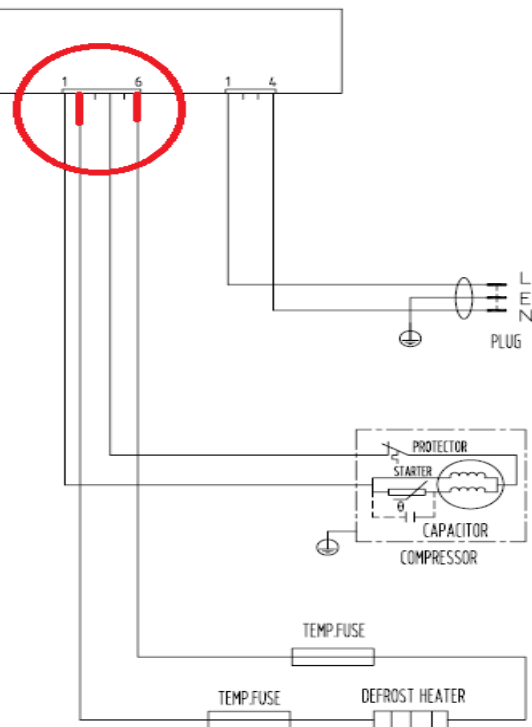 1 6 1 4
L
E
N
PLUG
PROTECTOR
STARTER
θ
CAPACITOR
COMPRESSOR
TEMP.FUSE
TEMP.FUSE DEFROST HEATER